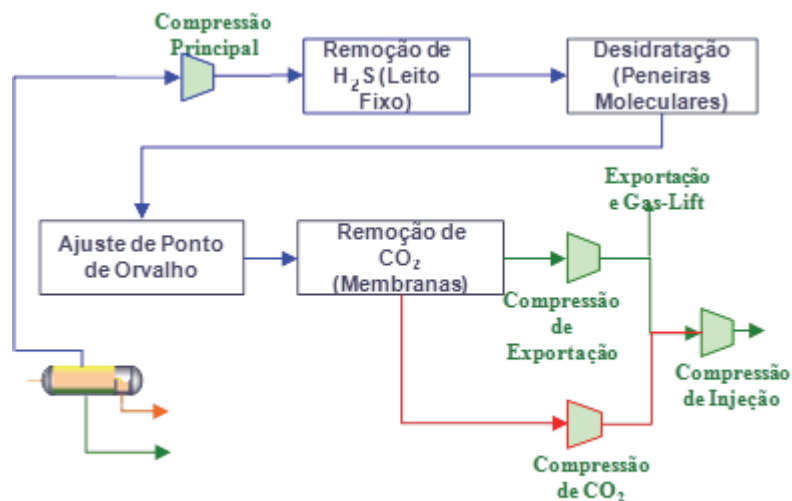 Compressão
Principal
Remoção de
H₂S (Leito
Fixo)
Desidratação
(Peneiras
Moleculares)
Exportação
e Gas-Lift
Ajuste de Ponto
de Orvalho
Remoção de
CO₂
(Membranas)
Compressão
de
Exportação
Compressão
de Injeção
Compressão
de CO₂